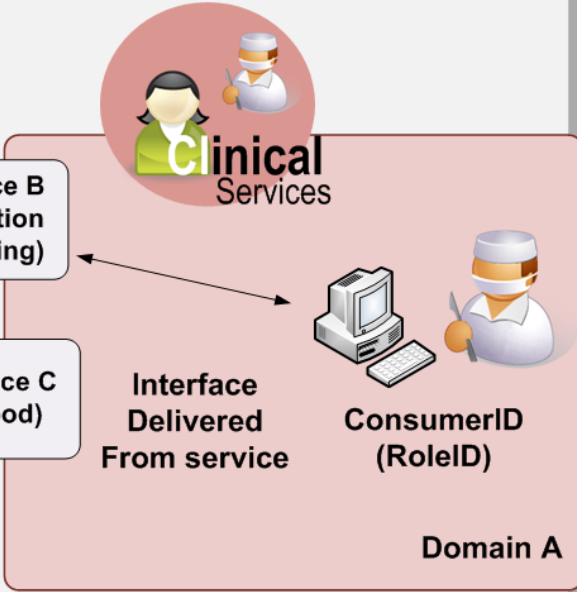 Clinical
Services
ce B
tion
ing)
ce C
od)
Interface
Delivered
From service
ConsumerID
(RoleID)
Domain A